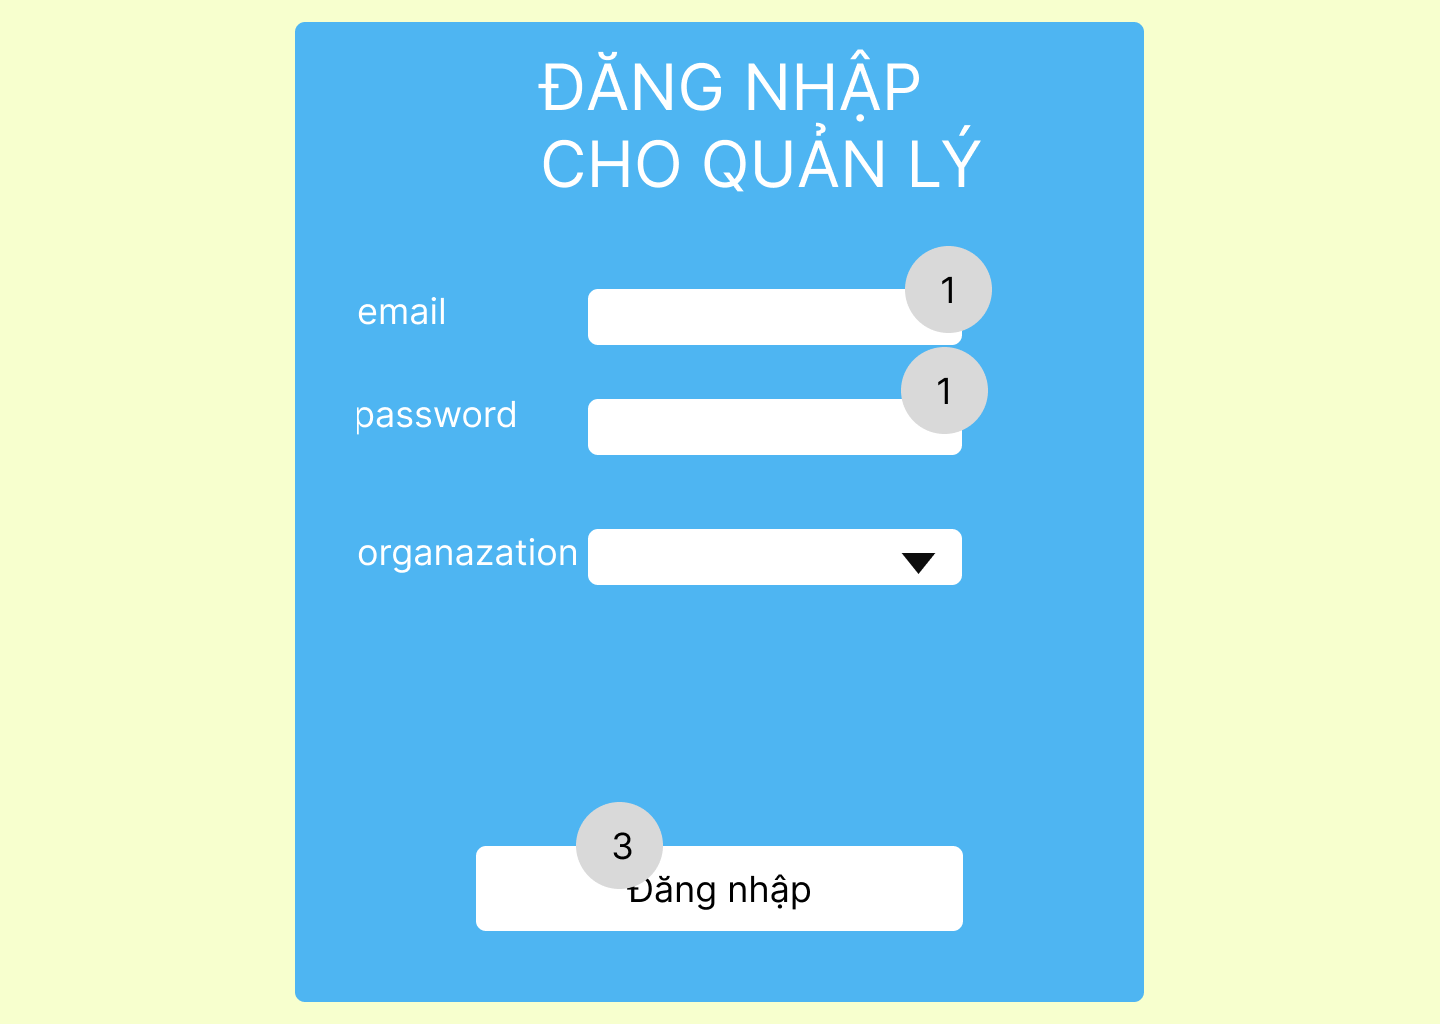 ĐĂNG NHẬP
CHO QUẢN LÝ
email
1
password
1
organazation
3
Đăng nhập